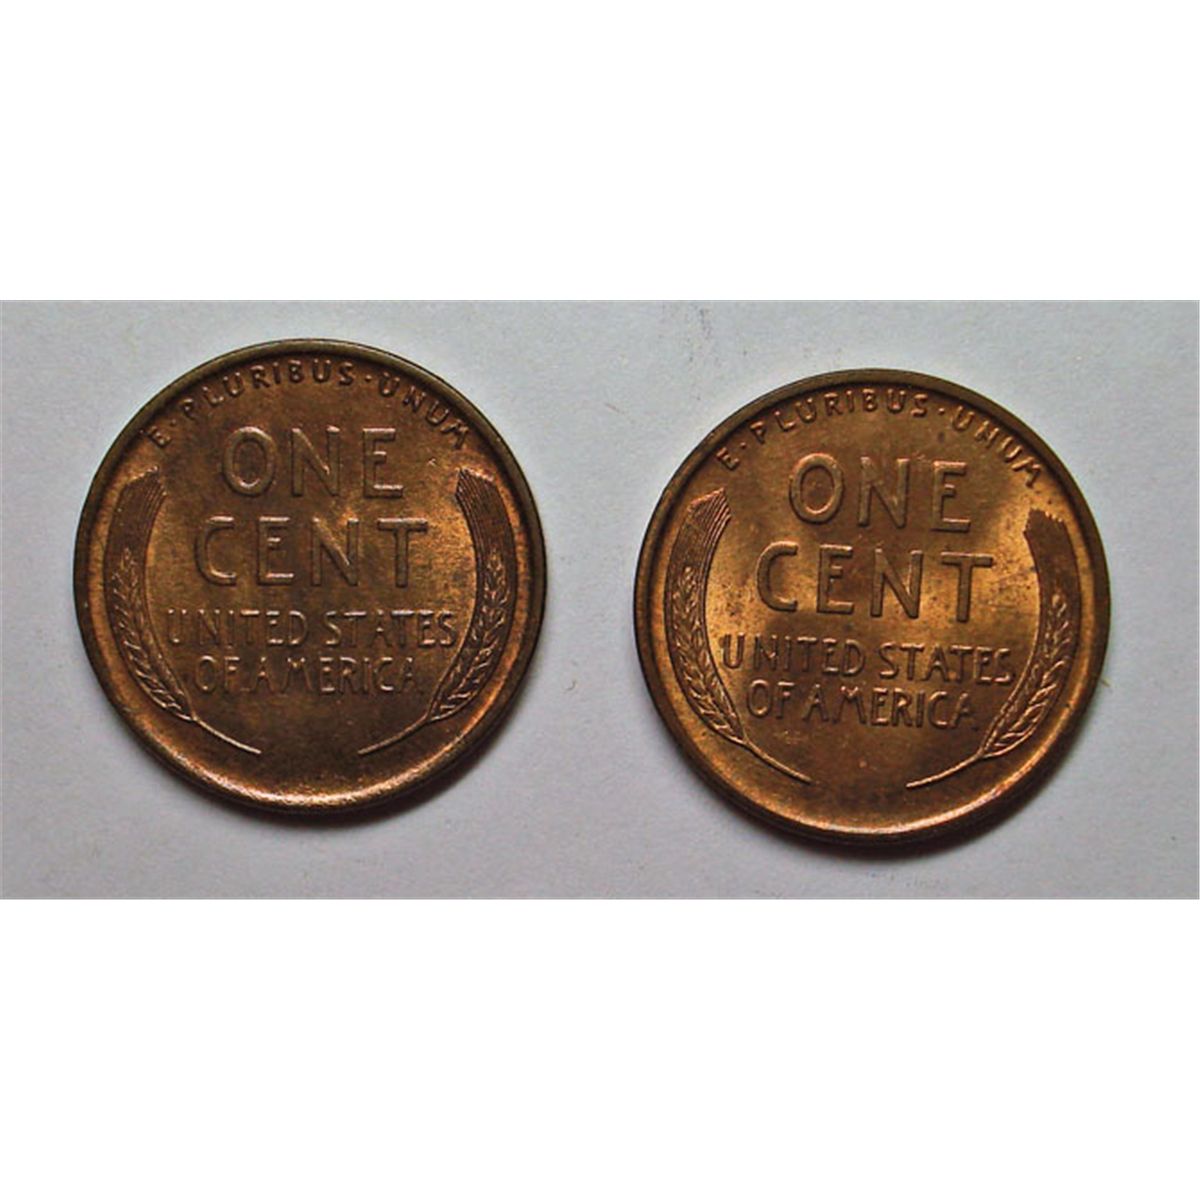 E·PLURIBUS·UNUM
ONE
CENT
UNITED STATES
OF AMERICA
E·PLURIBUS·UNUM
ONE
CENT
UNITED STATES
OF AMERICA